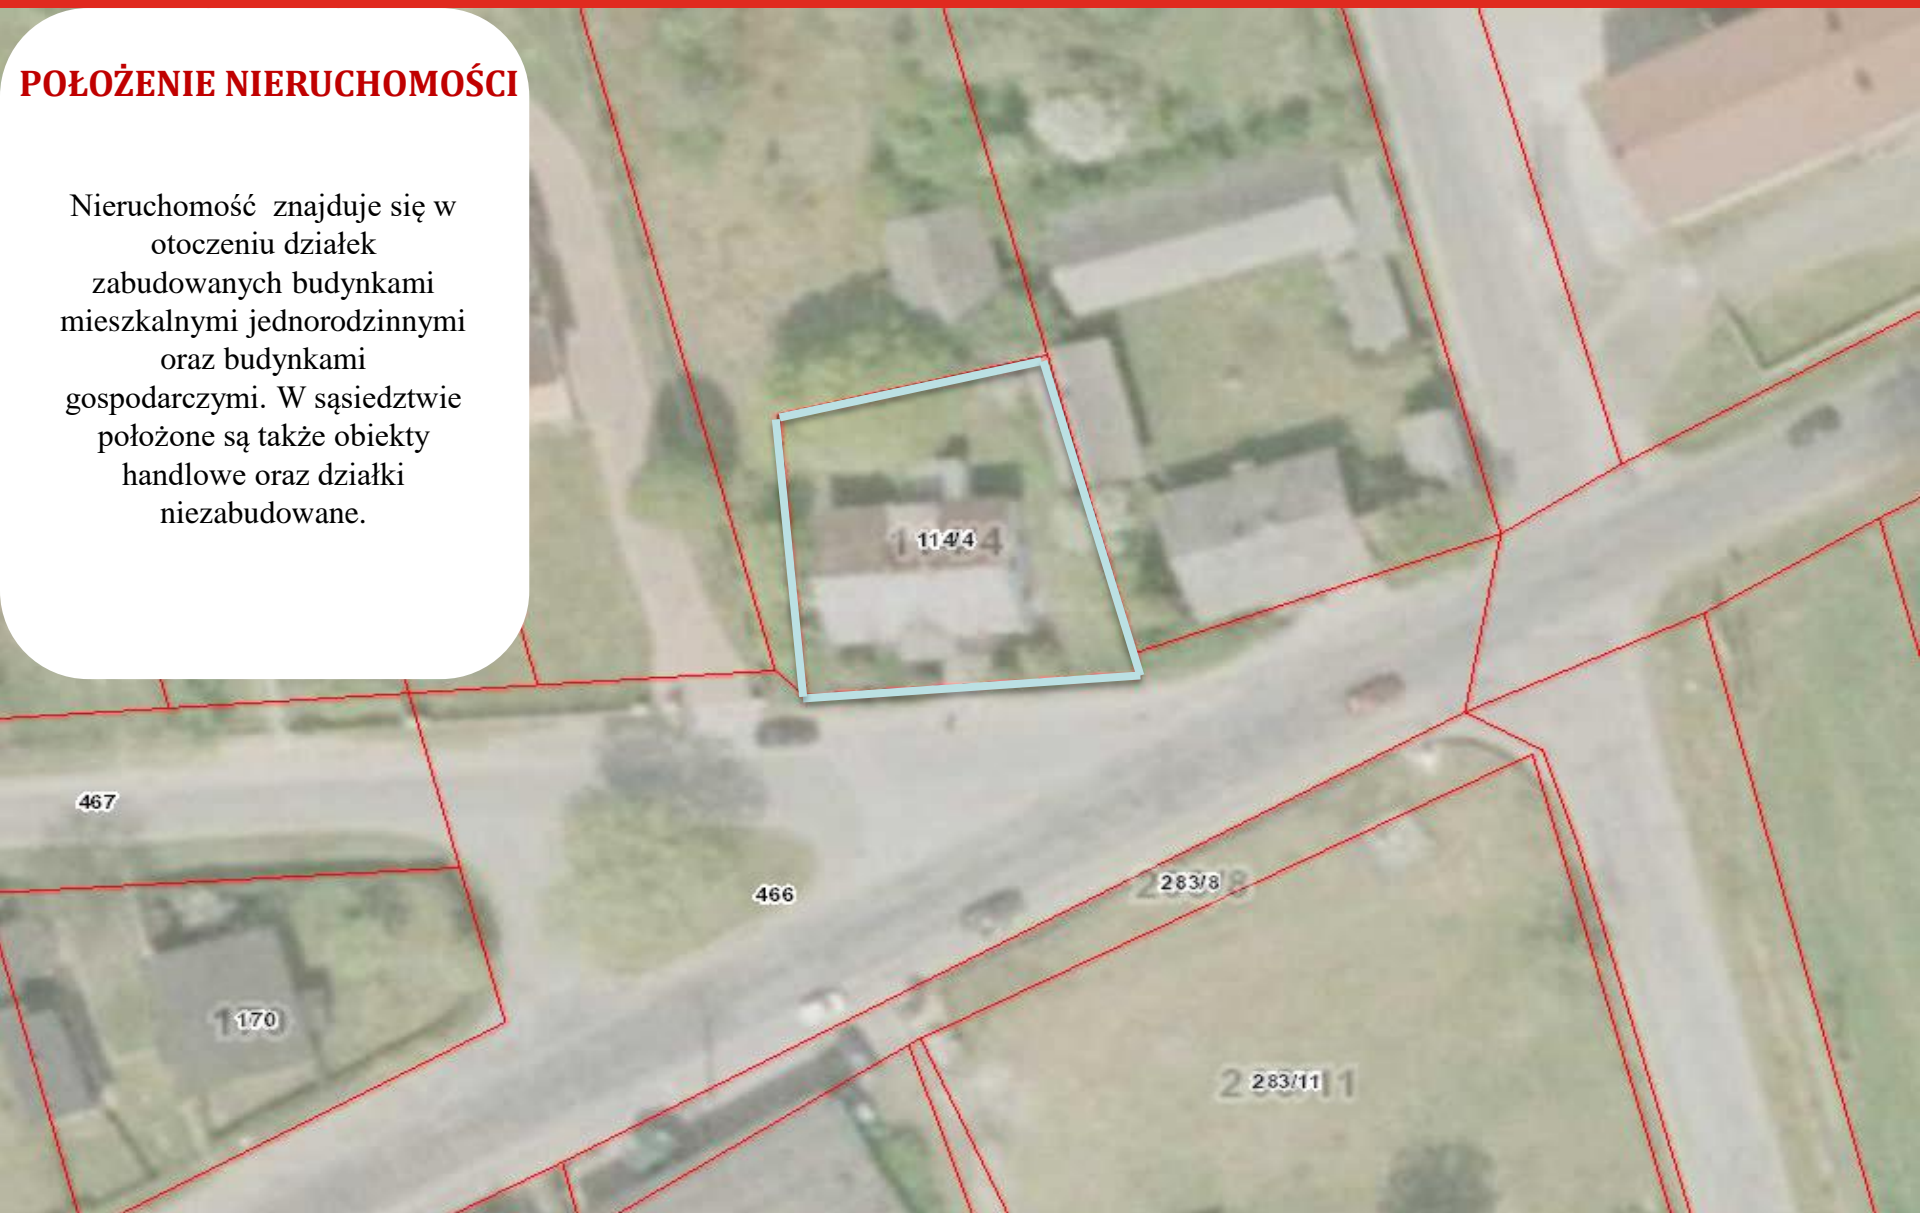 POŁOŻENIE NIERUCHOMOŚCI
Nieruchomość znajduje się w
otoczeniu działek
zabudowanych budynkami
mieszkalnymi jednorodzinnymi
oraz budynkami
gospodarczymi. W sąsiedztwie
położone są także obiekty
handlowe oraz działki
niezabudowane.
114/4
467
466
283/8
170
283/11